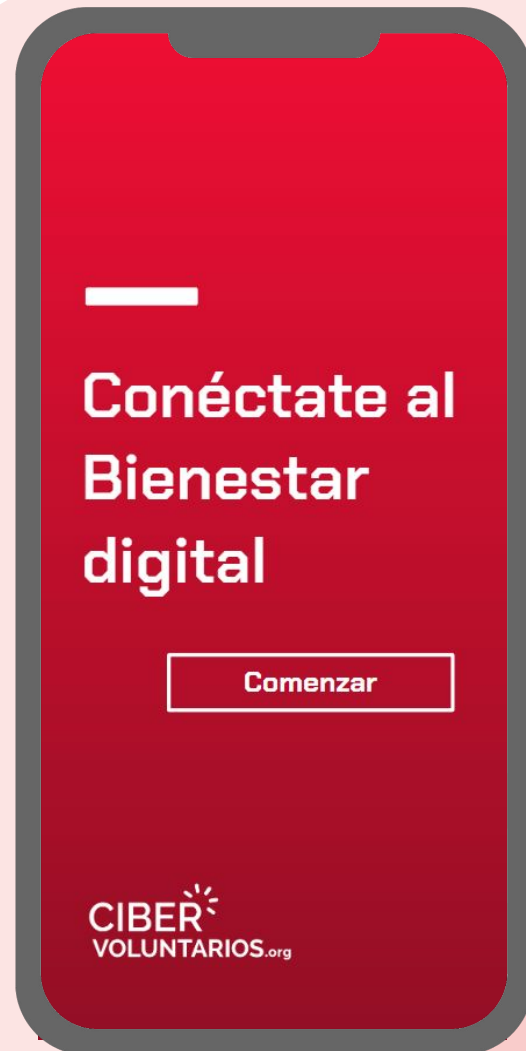 Conéctate al
Bienestar
digital
Comenzar
CIBER
VOLUNTARIOS.org